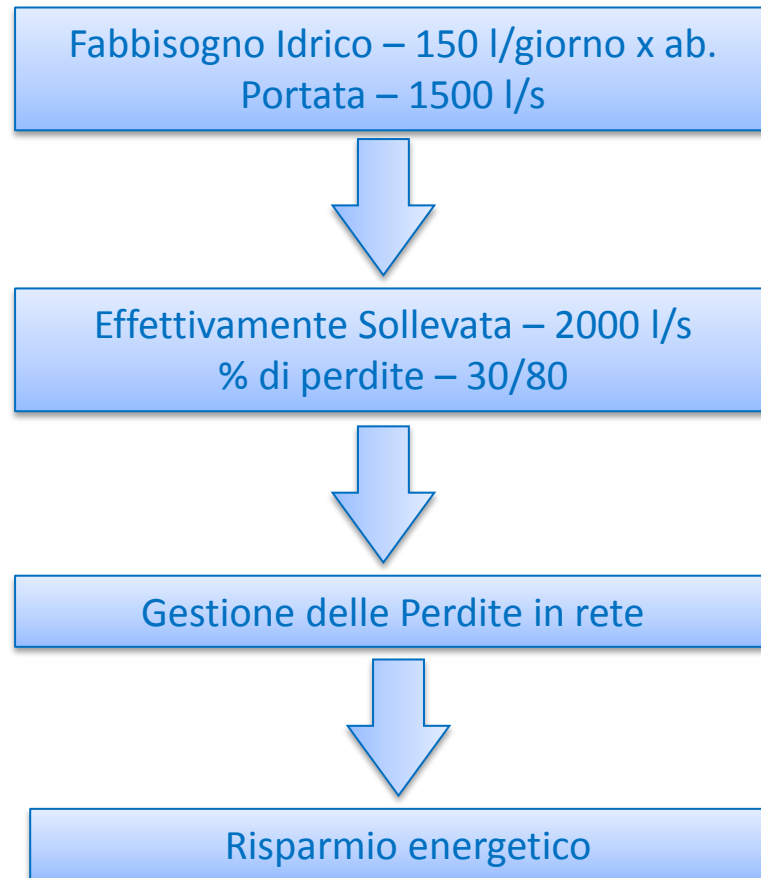 Fabbisogno Idrico – 150 l/giorno x ab.
Portata – 1500 l/s
Effettivamente Sollevata – 2000 l/s
% di perdite – 30/80
Gestione delle Perdite in rete
Risparmio energetico